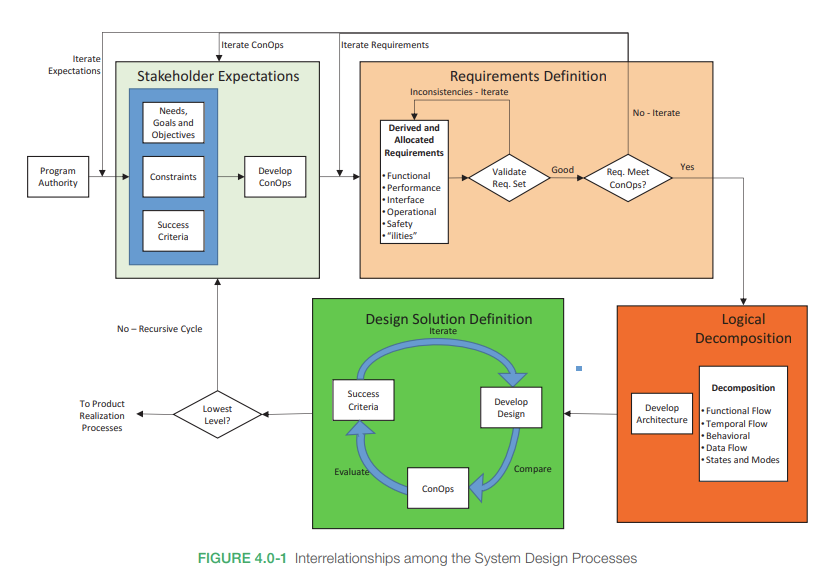 Iterate
Expectations
Iterate ConOps
Iterate Requirements
Stakeholder Expectations
Needs,
Goals and
Objectives
Constraints
Success
Criteria
Program
Authority
Develop
ConOps
Requirements Definition
Inconsistencies - Iterate
Derived and
Allocated
Requirements
• Functional
• Performance
• Interface
• Operational
• Safety
• "ilities"
Validate
Req. Set
Good
Req. Meet
ConOps?
No - Iterate
Yes
Logical
Decomposition
Develop
Architecture
Decomposition
• Functional Flow
• Temporal Flow
• Behavioral
• Data Flow
• States and Modes
Design Solution Definition
Iterate
Success
Criteria
Develop
Design
ConOps
Evaluate
Compare
No – Recursive Cycle
Lowest
Level?
To Product
Realization
Processes
FIGURE 4.0-1 Interrelationships among the System Design Processes